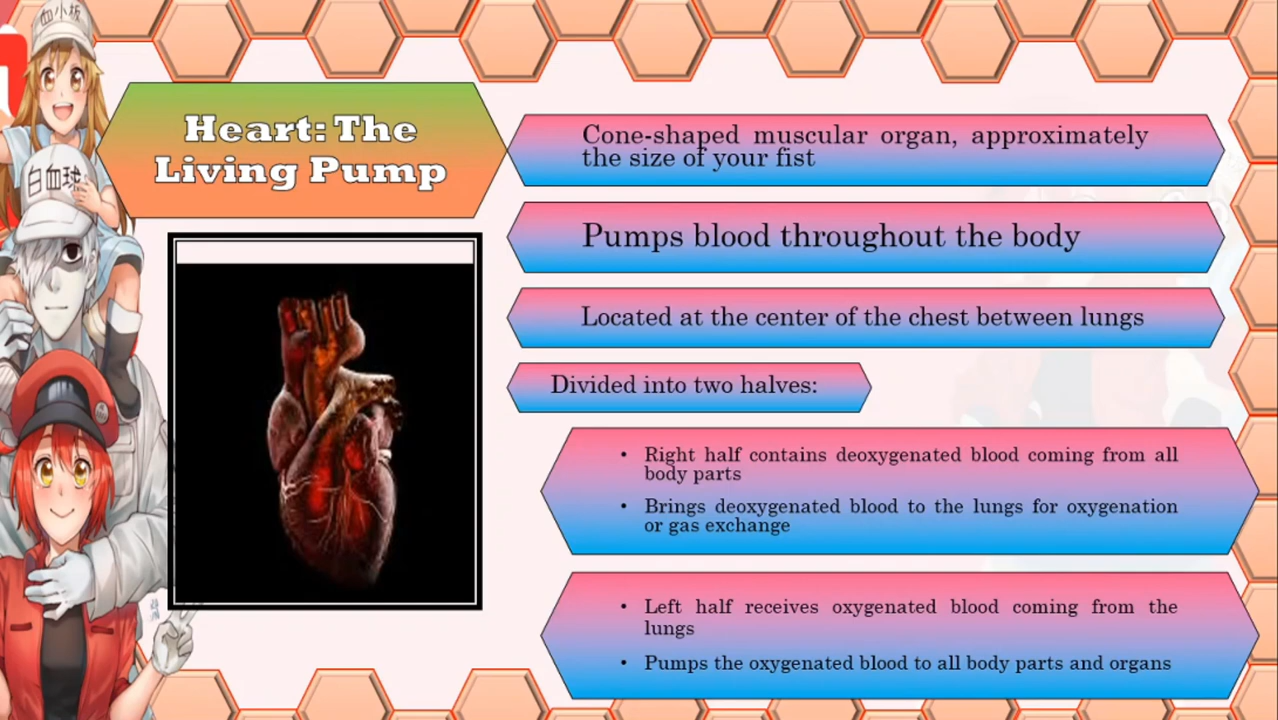 血小板
白血球
Heart: The
Living Pump
Cone-shaped muscular organ, approximately
the size of your fist
Pumps blood throughout the body
Located at the center of the chest between lungs
Divided into two halves:
• Right half contains deoxygenated blood coming from all
body parts
• Brings deoxygenated blood to the lungs for oxygenation
or gas exchange
• Left half receives oxygenated blood coming from the
lungs
• Pumps the oxygenated blood to all body parts and organs